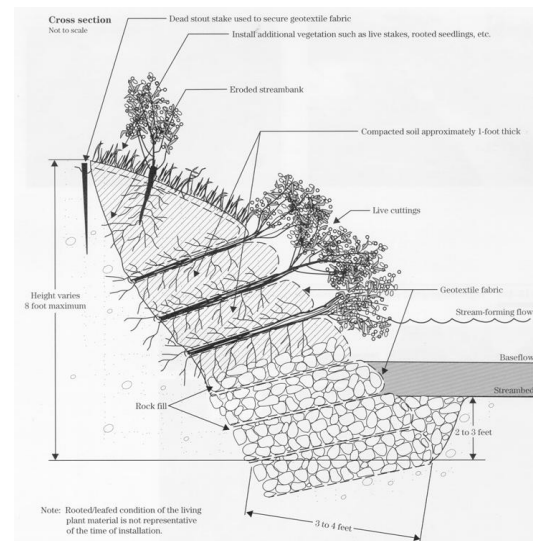 Cross section
Not to scale
Dead stout stake used to secure geotextile fabric
Install additional vegetation such as live stakes, rooted seedlings, etc.
Eroded streambank
Compacted soil approximately 1-foot thick
Live cuttings
Height varies
8 foot maximum
Geotextile fabric
Stream-forming flow
Baseflow
Streambed
Rock fill
2 to 3 feet
3 to 4 feet
Note: Rooted/leafed condition of the living
plant material is not representative
of the time of installation.